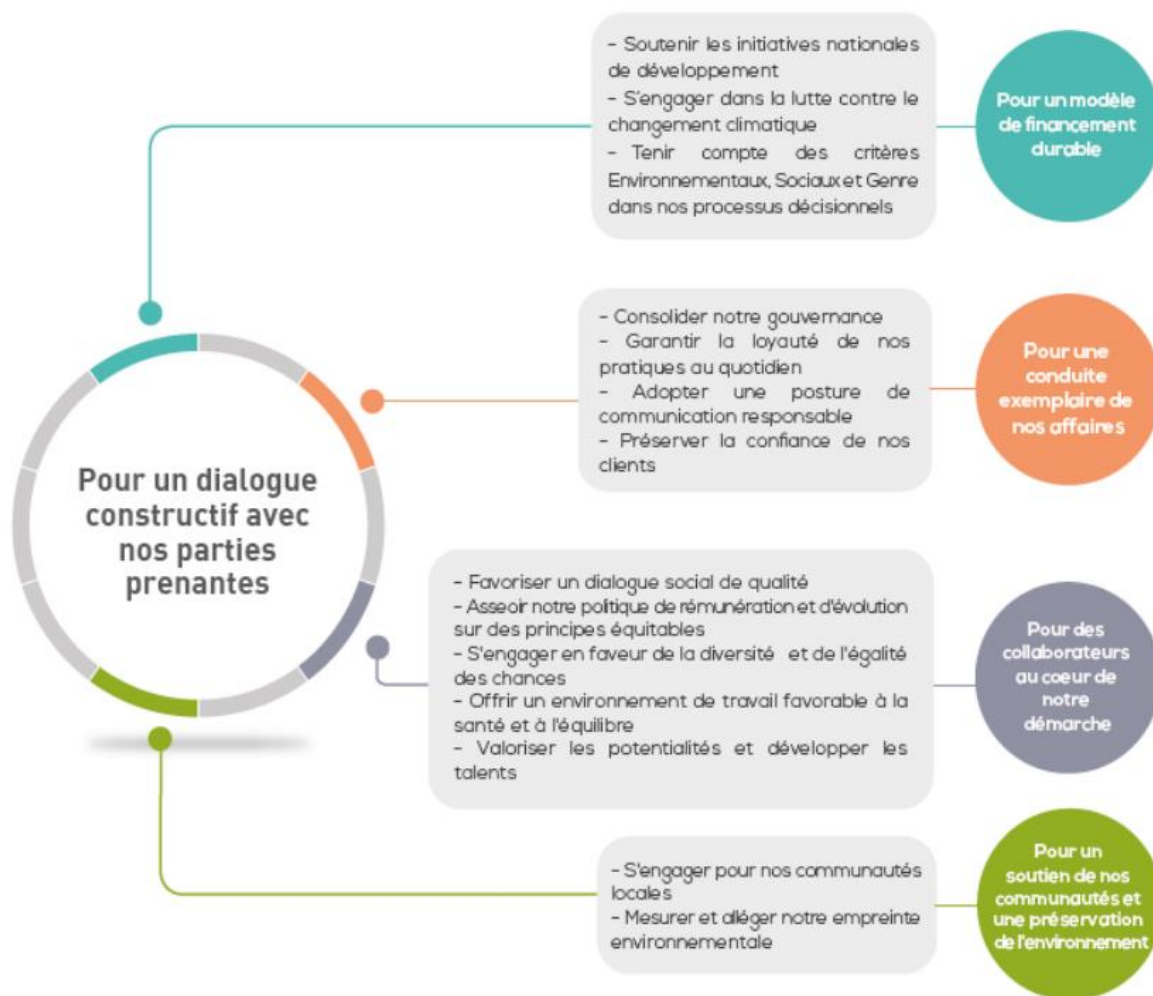 - Soutenir les initiatives nationales
de développement
- S'engager dans la lutte contre le
changement climatique
- Tenir compte des critères
Environnementaux, Sociaux et Genre
dans nos processus décisionnels
Pour un modèle
de financement
durable
- Consolider notre gouvernance
- Garantir la loyauté de nos
pratiques au quotidien
- Adopter une posture de
communication responsable
- Préserver la confiance de nos
clients
Pour une
conduite
exemplaire de
nos affaires
Pour un dialogue
constructif avec
nos parties
prenantes
- Favoriser un dialogue social de qualité
- Asseoir notre politique de rémunération et d'évolution
sur des principes équitables
- S'engager en faveur de la diversité et de l'égalité
des chances
- Offrir un environnement de travail favorable à la
santé et à l'équilibre
- Valoriser les potentialités et développer les
talents
Pour des
collaborateurs
au coeur de
notre
démarche
- S'engager pour nos communautés
locales
- Mesurer et alléger notre empreinte
environnementale
Pour un
soutien de nos
communautés et
une préservation
de l'environnement